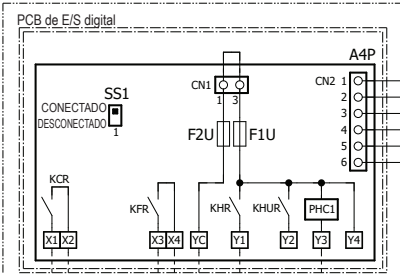 PCB de E/S digital
A4P
CN1
CN2 1
1 3
2
SS1
3
CONECTADO
4
DESCONECTADO
5
1
F2U F1U
6
KCR
KFR
KHR
KHUR
PHC1
X1 X2 X3 X4 YC Y1 Y2 Y3 Y4